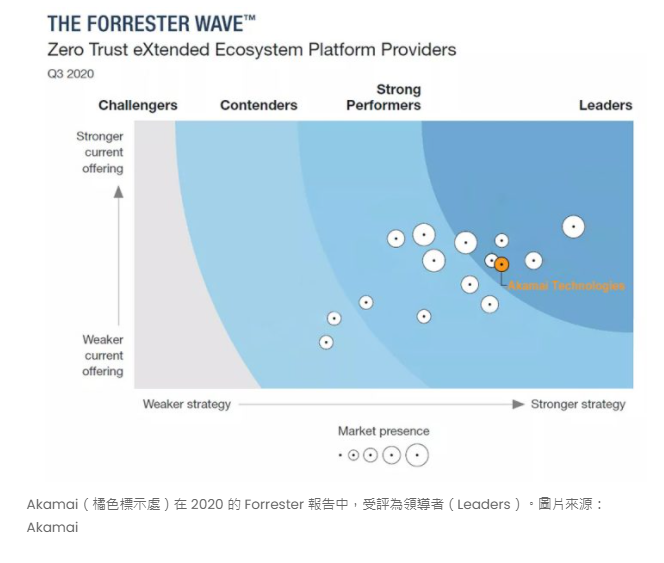 THE FORRESTER WAVE™
Zero Trust eXtended Ecosystem Platform Providers
Q3 2020
Challengers
Contenders
Strong
Performers
Leaders
Stronger
current
offering
Akamai Technologies
Weaker
current
offering
Weaker strategy
Stronger strategy
Market presence
Akamai（橘色標示處）在 2020 的 Forrester 報告中，受評為領導者（Leaders）。圖片來源：
Akamai